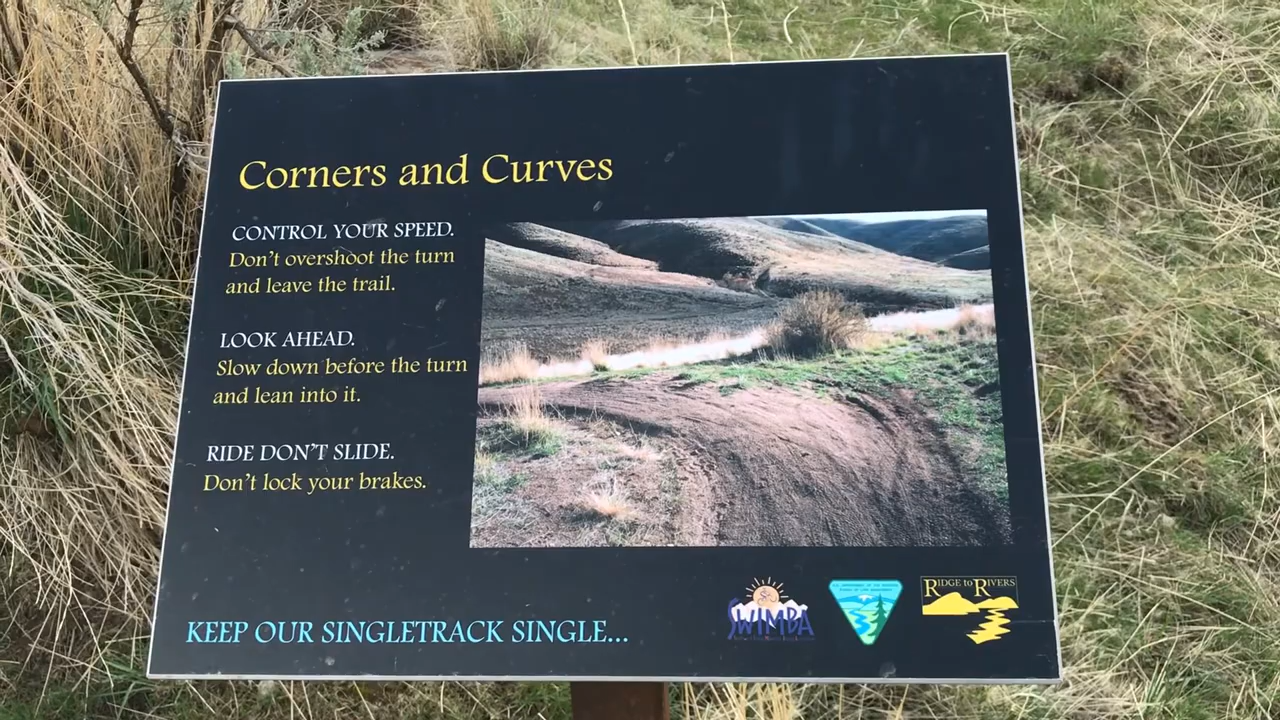 Corners and Curves
CONTROL YOUR SPEED.
Don't overshoot the turn
and leave the trail.
LOOK AHEAD.
Slow down before the turn
and lean into it.
RIDE DON'T SLIDE.
Don't lock your brakes.
KEEP OUR SINGLETRACK SINGLE...
SWIMBA
RIDGE TO RIVERS